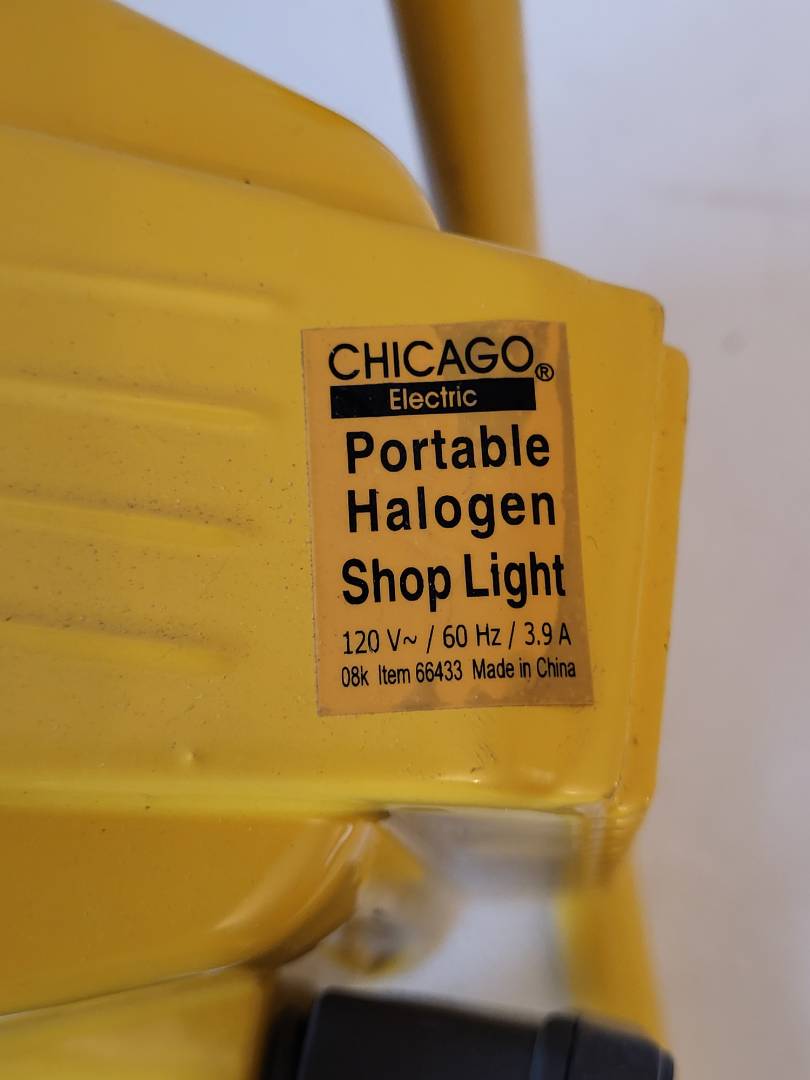 CHICAGO®
Electric
Portable
Halogen
Shop Light
120 V~ / 60 Hz / 3.9 A
08k Item 66433 Made in China